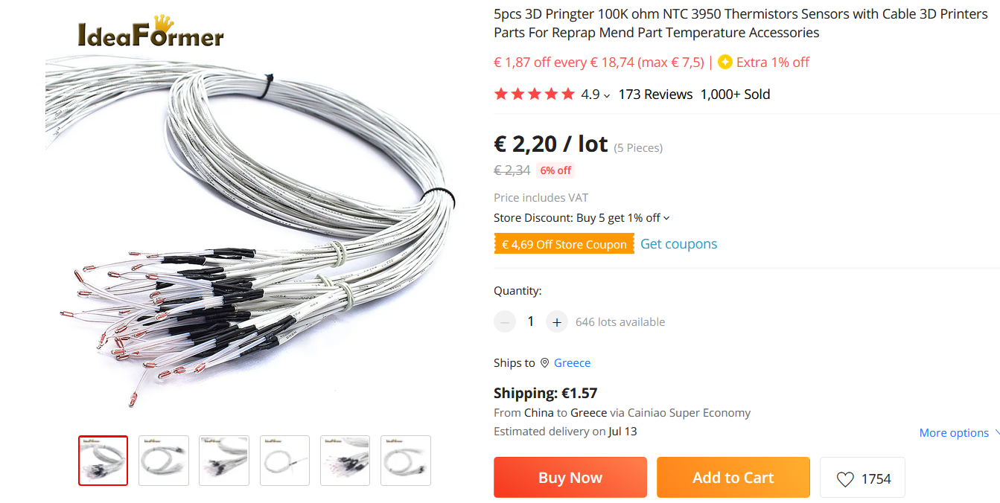 IdeaFormer
5pcs 3D Pringter 100K ohm NTC 3950 Thermistors Sensors with Cable 3D Printers
Parts For Reprap Mend Part Temperature Accessories
€ 1,87 off every € 18,74 (max € 7,5) | Extra 1% off
4.9 173 Reviews 1,000+ Sold
€ 2,20 / lot (5 Pieces)
€ 2,34 6% off
Price includes VAT
Store Discount: Buy 5 get 1% off
€ 4,69 Off Store Coupon Get coupons
Quantity:
1 + 646 lots available
Ships to Greece
Shipping: €1.57
From China to Greece via Cainiao Super Economy
Estimated delivery on Jul 13
More options
Buy Now Add to Cart 1754